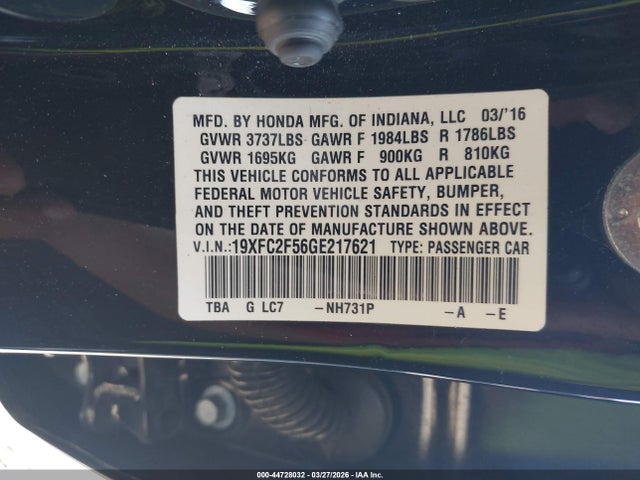 MFD. BY HONDA MFG. OF INDIANA, LLC 03/'16
GVWR 3737LBS GAWR F 1984LBS R 1786LBS
GVWR 1695KG GAWR F 900KG R 810KG
THIS VEHICLE CONFORMS TO ALL APPLICABLE
FEDERAL MOTOR VEHICLE SAFETY, BUMPER,
AND THEFT PREVENTION STANDARDS IN EFFECT
ON THE DATE OF MANUFACTURE SHOWN ABOVE.
V.I.N.:19XFC2F56GE217621 TYPE: PASSENGER CAR
TBA G LC7 -NH731P -A -E
000-44728032 — 03/27/2026 — IAA Inc.